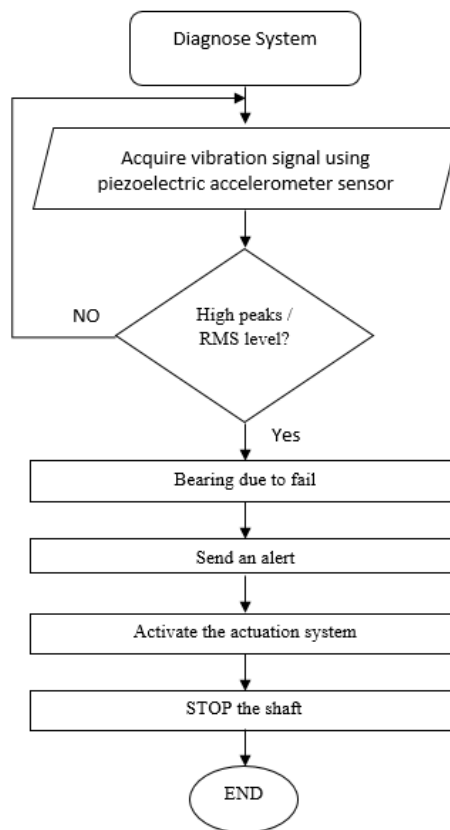 Diagnose System
Acquire vibration signal using
piezoelectric accelerometer sensor
High peaks /
RMS level?
NO
Yes
Bearing due to fail
Send an alert
Activate the actuation system
STOP the shaft
END